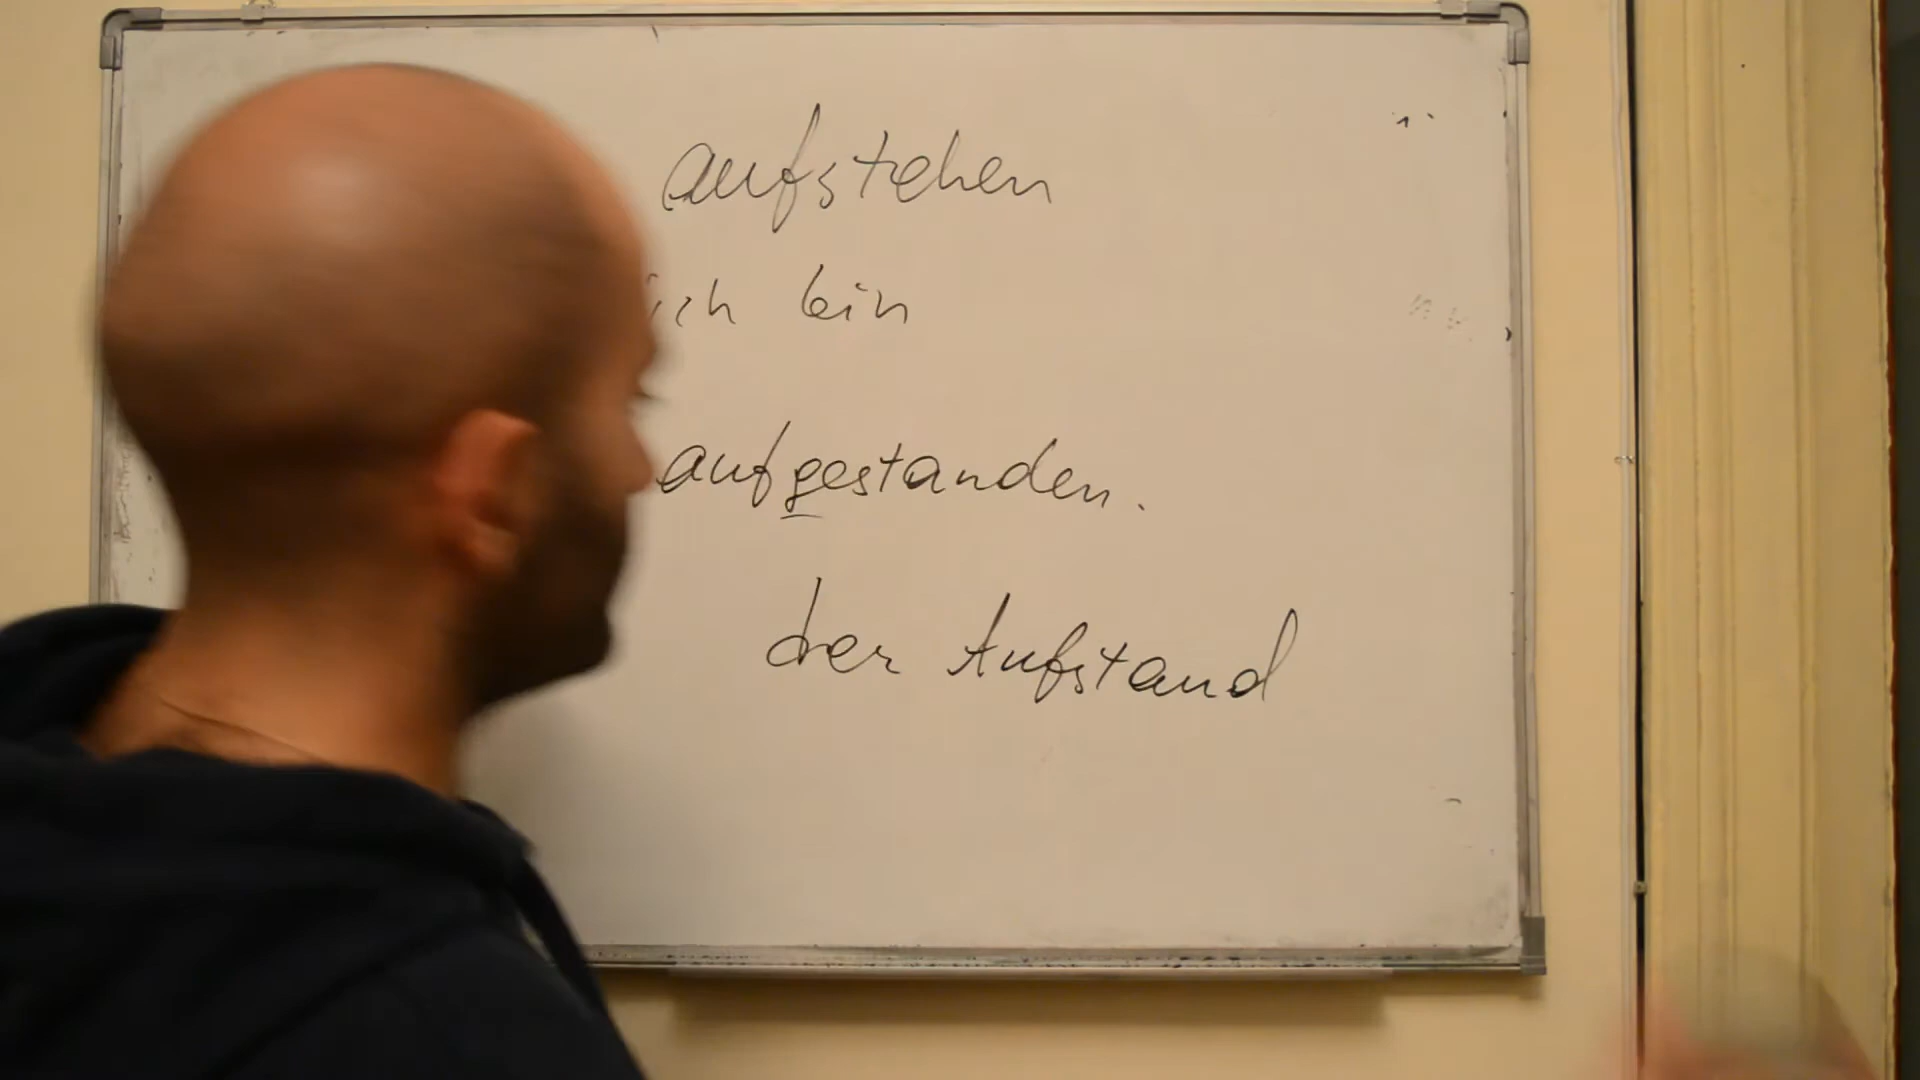 aufstehen
ich bin
aufgestanden.
der Aufstand